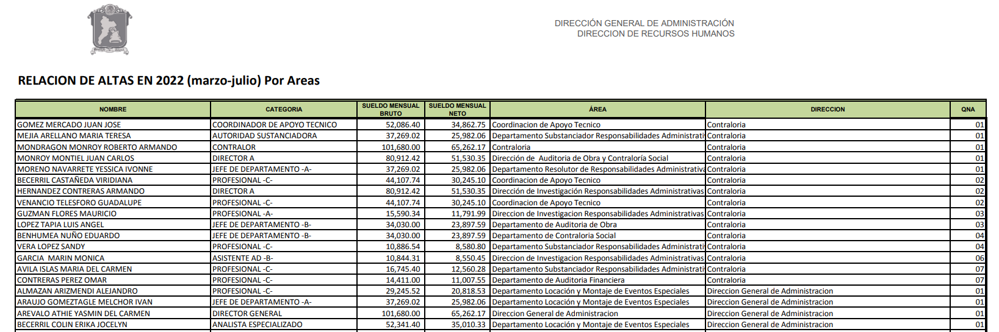 DIRECCIÓN GENERAL DE ADMINISTRACIÓN
DIRECCION DE RECURSOS HUMANOS
RELACION DE ALTAS EN 2022 (marzo-julio) Por Areas
NOMBRE CATEGORIA SUELDO MENSUAL BRUTO SUELDO MENSUAL NETO ÁREA DIRECCION QNA
GOMEZ MERCADO JUAN JOSE COORDINADOR DE APOYO TECNICO 52,086.40 34,862.75 Coordinacion de Apoyo Tecnico Contraloria 01
MEJIA ARELLANO MARIA TERESA AUTORIDAD SUSTANCIADORA 37,269.02 25,982.06 Departamento Substanciador Responsabilidades Administrati Contraloria 01
MONDRAGON MONROY ROBERTO ARMANDO CONTRALOR 101,680.00 65,262.17 Contraloria Contraloria 01
MONROY MONTIEL JUAN CARLOS DIRECTOR A 80,912.42 51,530.35 Dirección de Auditoria de Obra y Contraloría Social Contraloria 01
MORENO NAVARRETE YESSICA IVONNE JEFE DE DEPARTAMENTO -A- 37,269.02 25,982.06 Departamento Resolutor de Responsabilidades Administrativa Contraloria 01
BECERRIL CASTAÑEDA VIRIDIANA PROFESIONAL -C- 44,107.74 30,245.10 Coordinacion de Apoyo Tecnico Contraloria 02
HERNANDEZ CONTRERAS ARMANDO DIRECTOR A 80,912.42 51,530.35 Dirección de Investigación Responsabilidades Administrativas Contraloria 02
VENANCIO TELESFORO GUADALUPE PROFESIONAL -C- 44,107.74 30,245.10 Coordinacion de Apoyo Tecnico Contraloria 02
GUZMAN FLORES MAURICIO PROFESIONAL -A- 15,590.34 11,791.99 Direccion de Investigacion Responsabilidades Administrativas Contraloria 03
LOPEZ TAPIA LUIS ANGEL JEFE DE DEPARTAMENTO -B- 34,030.00 23,897.59 Departamento de Auditoria de Obra Contraloria 03
BENHUMEA NUÑO EDUARDO JEFE DE DEPARTAMENTO -B- 34,030.00 23,897.59 Departamento de Contraloria Social Contraloria 04
VERA LOPEZ SANDY PROFESIONAL -C- 10,886.54 8,580.80 Departamento Substanciador Responsabilidades Administrati Contraloria 04
GARCIA MARIN MONICA ASISTENTE AD -B- 10,844.31 8,550.45 Direccion de Investigacion Responsabilidades Administrativas Contraloria 06
AVILA ISLAS MARIA DEL CARMEN PROFESIONAL -C- 16,745.40 12,560.28 Departamento Substanciador Responsabilidades Administrati Contraloria 07
CONTRERAS PEREZ OMAR PROFESIONAL -C- 14,411.00 11,007.55 Departamento de Auditoria Financiera Contraloria 07
ALMAZAN ARIZMENDI ALEJANDRO PROFESIONAL -C- 29,245.52 20,818.53 Departamento Locación y Montaje de Eventos Especiales Direccion General de Administracion 01
ARAUJO GOMEZTAGLE MELCHOR IVAN JEFE DE DEPARTAMENTO -A- 37,269.02 25,982.06 Departamento Locación y Montaje de Eventos Especiales Direccion General de Administracion 01
AREVALO ATHIE YASMIN DEL CARMEN DIRECTOR GENERAL 101,680.00 65,262.17 Direccion General de Administracion Direccion General de Administracion 01
BECERRIL COLIN ERIKA JOCELYN ANALISTA ESPECIALIZADO 52,341.40 35,010.33 Departamento Locación y Montaje de Eventos Especiales Direccion General de Administracion 01